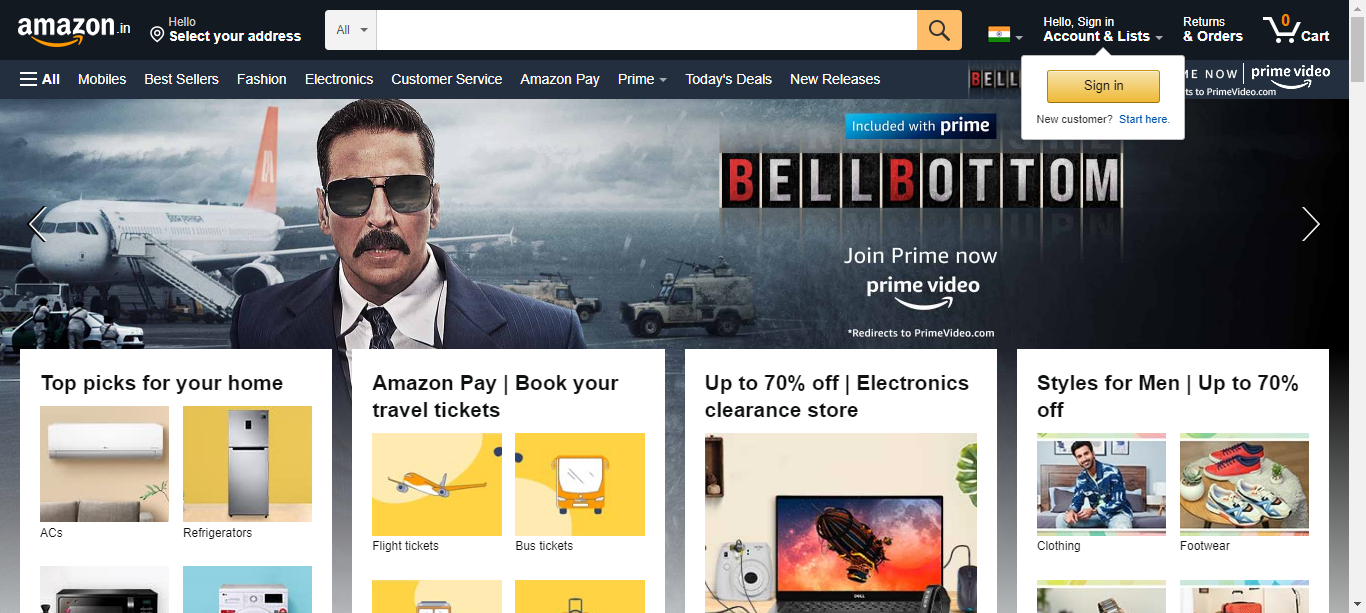 amazon.in
Hello
Select your address
All
Hello, Sign in
Account & Lists
Returns
& Orders
0
Cart
All
Mobiles
Best Sellers
Fashion
Electronics
Customer Service
Amazon Pay
Prime
Today's Deals
New Releases
BELL
ME NOW
prime video
ts to PrimeVideo.com
Sign in
New customer? Start here.
Included with prime
BELLBOTTOM
Join Prime now
prime video
*Redirects to PrimeVideo.com
Top picks for your home
ACs
Refrigerators
Amazon Pay | Book your
travel tickets
Flight tickets
Bus tickets
Up to 70% off | Electronics
clearance store
DELL
Styles for Men | Up to 70%
off
Clothing
Footwear